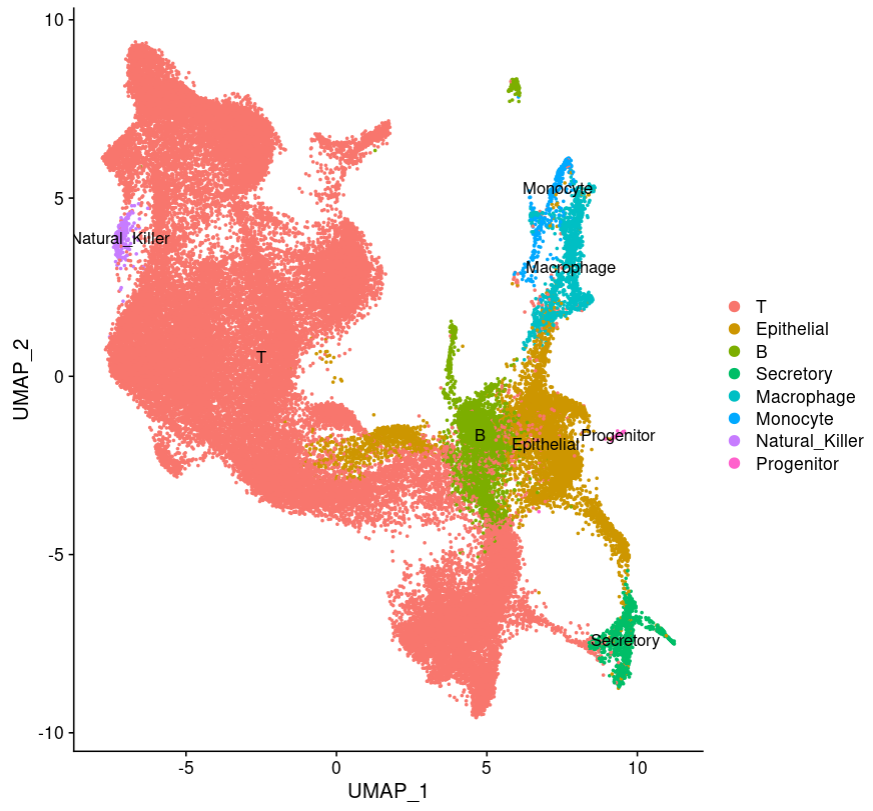 10
5
0
-5
-10
UMAP_2
-5
0
5
10
UMAP_1
Monocyte
Natural_Killer
Macrophage
T
B
Epithelial
Progenitor
Secretory
T
Epithelial
B
Secretory
Macrophage
Monocyte
Natural_Killer
Progenitor